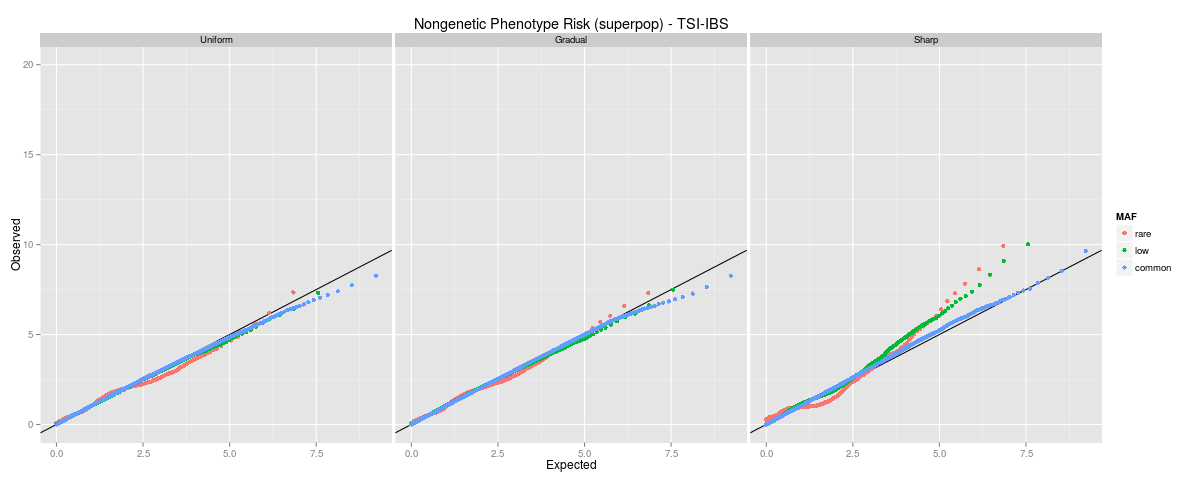 Nongenetic Phenotype Risk (superpop) - TSI-IBS
Uniform Gradual Sharp
20
15
10
5
0
Observed
0.0 2.5 5.0 7.5 0.0 2.5 5.0 7.5 0.0 2.5 5.0 7.5
Expected
MAF
rare
low
common